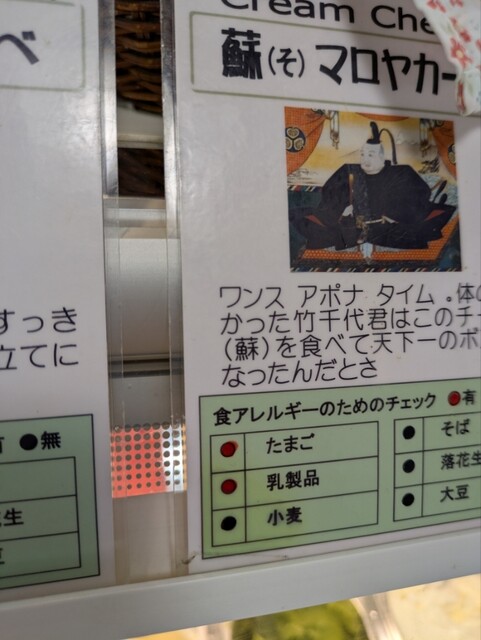 Cream Che
蘇(そ)マロヤカー
ワンス アポナ タイム 。体の
かった竹千代君はこのチー
(蘇)を食べて天下一のボ
なったんだとさ
食アレルギーのためのチェック ●有
● たまご
● 乳製品
● 小麦
● そば
● 落花生
● 大豆
べ
すっき
立てに
●無
生